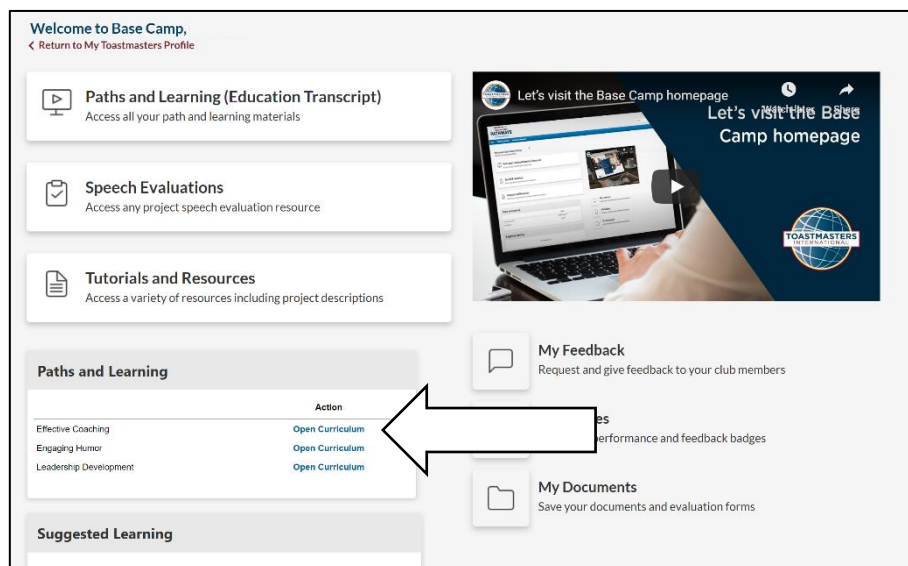 Welcome to Base Camp,
Return to My Toastmasters Profile
Paths and Learning (Education Transcript)
Access all your path and learning materials
Speech Evaluations
Access any project speech evaluation resource
Tutorials and Resources
Access a variety of resources including project descriptions
Paths and Learning
Action
Effective Coaching Open Curriculum
Engaging Humor Open Curriculum
Leadership Development Open Curriculum
Suggested Learning
Let's visit the Base Camp homepage
Watch later Share
Let's visit the Base
Camp homepage
PATHWAYS
TOASTMASTERS
INTERNATIONAL
My Feedback
Request and give feedback to your club members
es
erformance and feedback badges
My Documents
Save your documents and evaluation forms